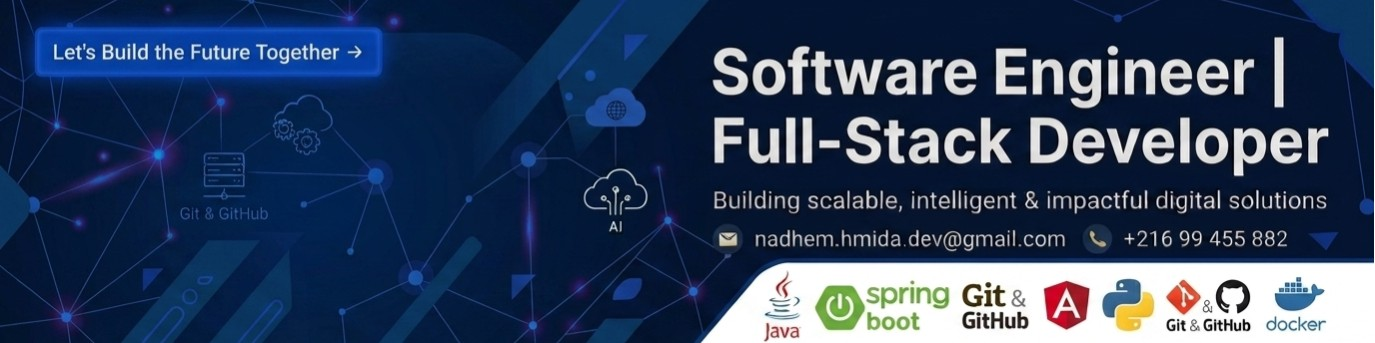 Let's Build the Future Together →
Git & GitHub
AI
Software Engineer |
Full-Stack Developer
Building scalable, intelligent & impactful digital solutions
nadhem.hmida.dev@gmail.com
+216 99 455 882
Java
spring
boot
Git &
GitHub
A
&
Git & GitHub
docker